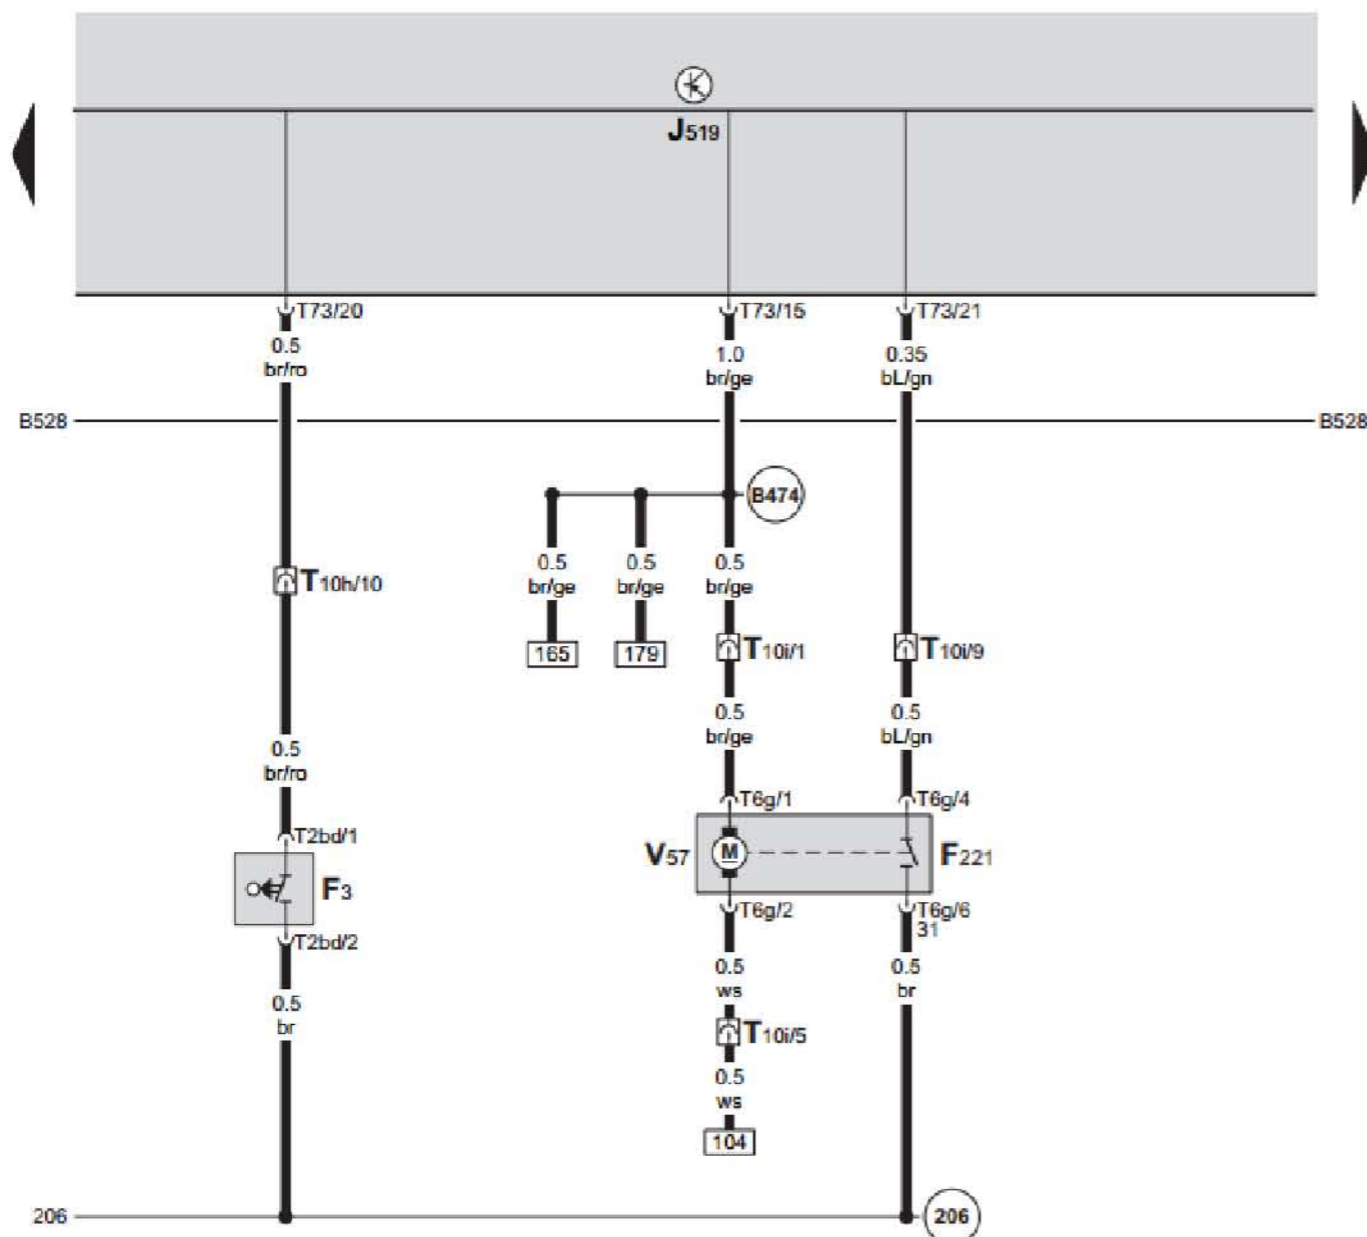 J519
T73/20
T73/15
T73/21
0.5
br/ro
1.0
br/ge
0.35
bL/gn
B528
B528
B474
0.5
br/ge
0.5
br/ge
0.5
br/ge
T10h/10
165
179
T10i/1
T10i/9
0.5
br/ge
0.5
bL/gn
0.5
br/ro
T6g/1
T6g/4
T2bd/1
V57
M
F221
F3
T6g/2
T6g/6
31
T2bd/2
0.5
ws
0.5
br
0.5
br
T10i/5
0.5
ws
104
206
206